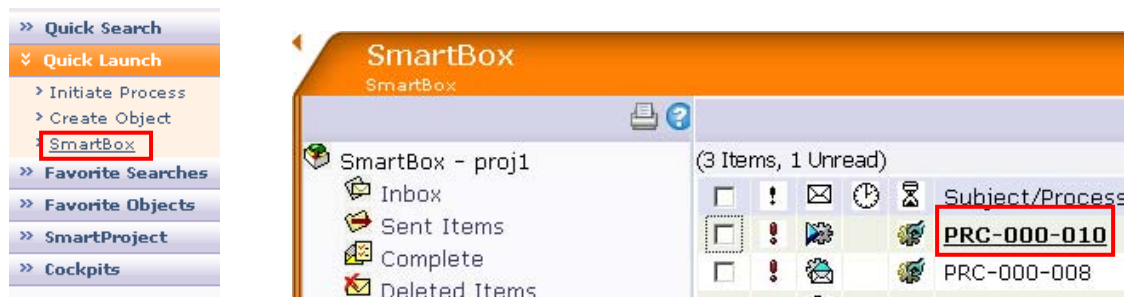 Quick Search
Quick Launch
Initiate Process
Create Object
SmartBox
Favorite Searches
Favorite Objects
SmartProject
Cockpits
SmartBox
SmartBox
SmartBox - proj1
Inbox
Sent Items
Complete
Deleted Items
(3 Items, 1 Unread)
Subject/Process
PRC-000-010
PRC-000-008